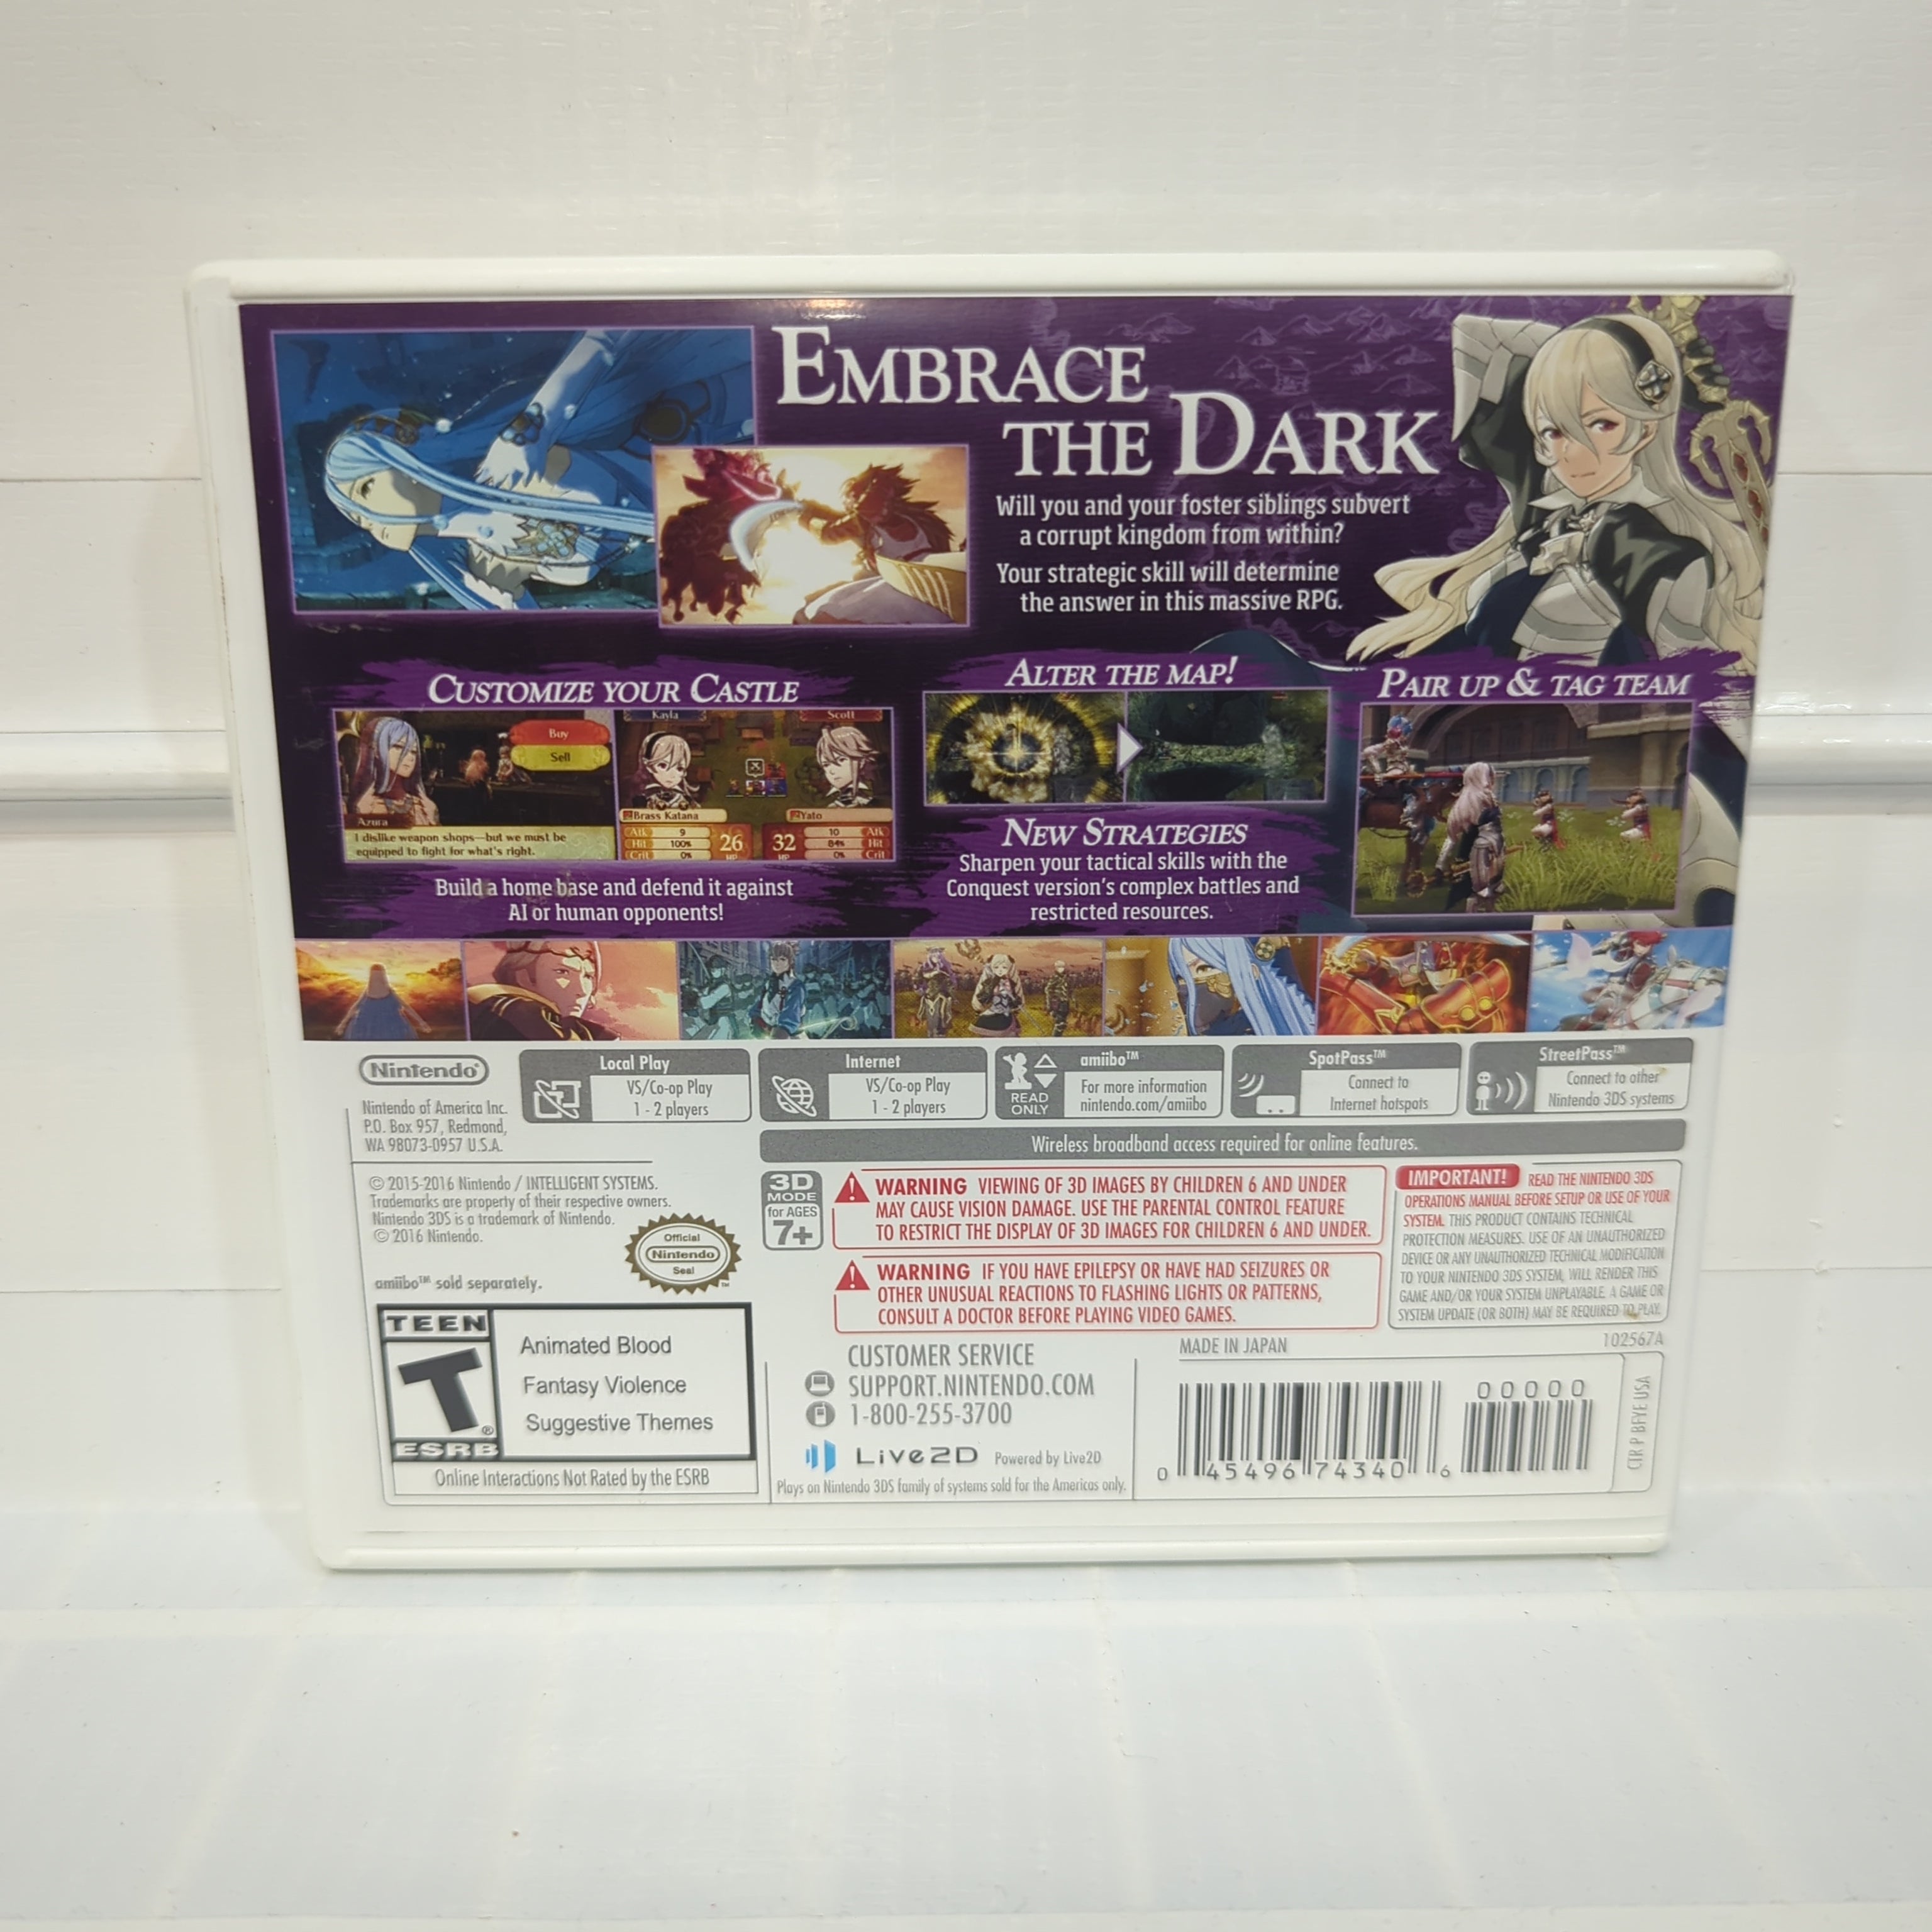 EMBRACE
THE DARK
Will you and your foster siblings subvert
a corrupt kingdom from within?
Your strategic skill will determine
the answer in this massive RPG.
CUSTOMIZE YOUR CASTLE
Buy
Sell
Azura
I dislike weapon shops—but we must be
equipped to fight for what's right.
Kayla
Scott
Brass Katana
Yato
Atk 9
Hit 100%
Crit 0%
26
HP
32
HP
10 Atk
84% Hit
0% Crit
Build a home base and defend it against
AI or human opponents!
ALTER THE MAP!
NEW STRATEGIES
Sharpen your tactical skills with the
Conquest version's complex battles and
restricted resources.
PAIR UP & TAG TEAM
Nintendo®
Nintendo of America Inc.
P.O. Box 957, Redmond,
WA 98073-0957 U.S.A.
Local Play
VS/Co-op Play
1 - 2 players
Internet
VS/Co-op Play
1 - 2 players
amiibo™
READ
ONLY
For more information
nintendo.com/amiibo
SpotPass™
Connect to
Internet hotspots
StreetPass™
Connect to other
Nintendo 3DS systems
Wireless broadband access required for online features.
© 2015-2016 Nintendo / INTELLIGENT SYSTEMS.
Trademarks are property of their respective owners.
Nintendo 3DS is a trademark of Nintendo.
© 2016 Nintendo.
amiibo™ sold separately.
Official
Nintendo
Seal
™
3D
MODE
for AGES
7+
WARNING VIEWING OF 3D IMAGES BY CHILDREN 6 AND UNDER
MAY CAUSE VISION DAMAGE. USE THE PARENTAL CONTROL FEATURE
TO RESTRICT THE DISPLAY OF 3D IMAGES FOR CHILDREN 6 AND UNDER.
WARNING IF YOU HAVE EPILEPSY OR HAVE HAD SEIZURES OR
OTHER UNUSUAL REACTIONS TO FLASHING LIGHTS OR PATTERNS,
CONSULT A DOCTOR BEFORE PLAYING VIDEO GAMES.
IMPORTANT! READ THE NINTENDO 3DS
OPERATIONS MANUAL BEFORE SETUP OR USE OF YOUR
SYSTEM. THIS PRODUCT CONTAINS TECHNICAL
PROTECTION MEASURES. USE OF AN UNAUTHORIZED
DEVICE OR ANY UNAUTHORIZED TECHNICAL MODIFICATION
TO YOUR NINTENDO 3DS SYSTEM, WILL RENDER THIS
GAME AND/OR YOUR SYSTEM UNPLAYABLE. A GAME OR
SYSTEM UPDATE (OR BOTH) MAY BE REQUIRED TO PLAY.
TEEN
T®
ESRB
Animated Blood
Fantasy Violence
Suggestive Themes
Online Interactions Not Rated by the ESRB
CUSTOMER SERVICE
SUPPORT.NINTENDO.COM
1-800-255-3700
Live2D Powered by Live2D
Plays on Nintendo 3DS family of systems sold for the Americas only.
MADE IN JAPAN
102567A
00000
0 45496 74340 6
CTR P BFYE USA